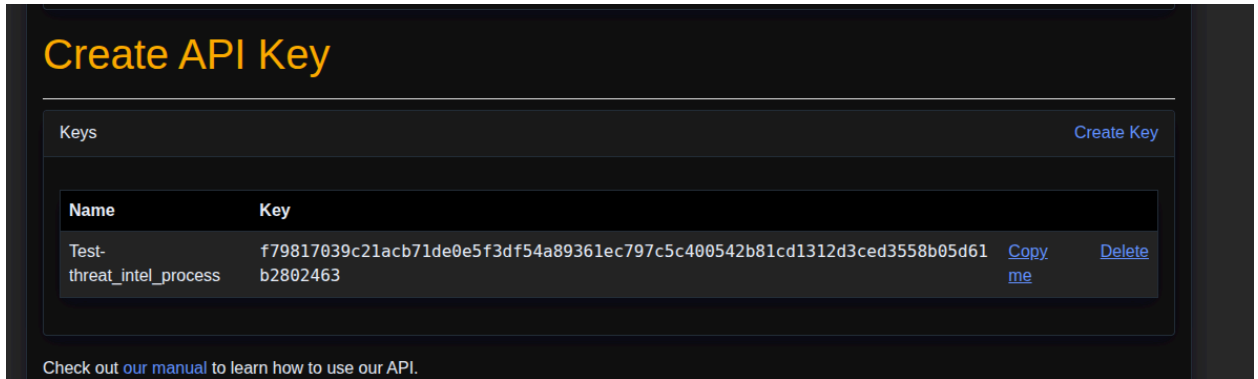 Create API Key
Keys
Create Key
Name Key
Test- f79817039c21acb71de0e5f3df54a89361ec797c5c400542b81cd1312d3ced3558b05d61 Copy Delete
threat_intel_process b2802463 me
Check out our manual to learn how to use our API.